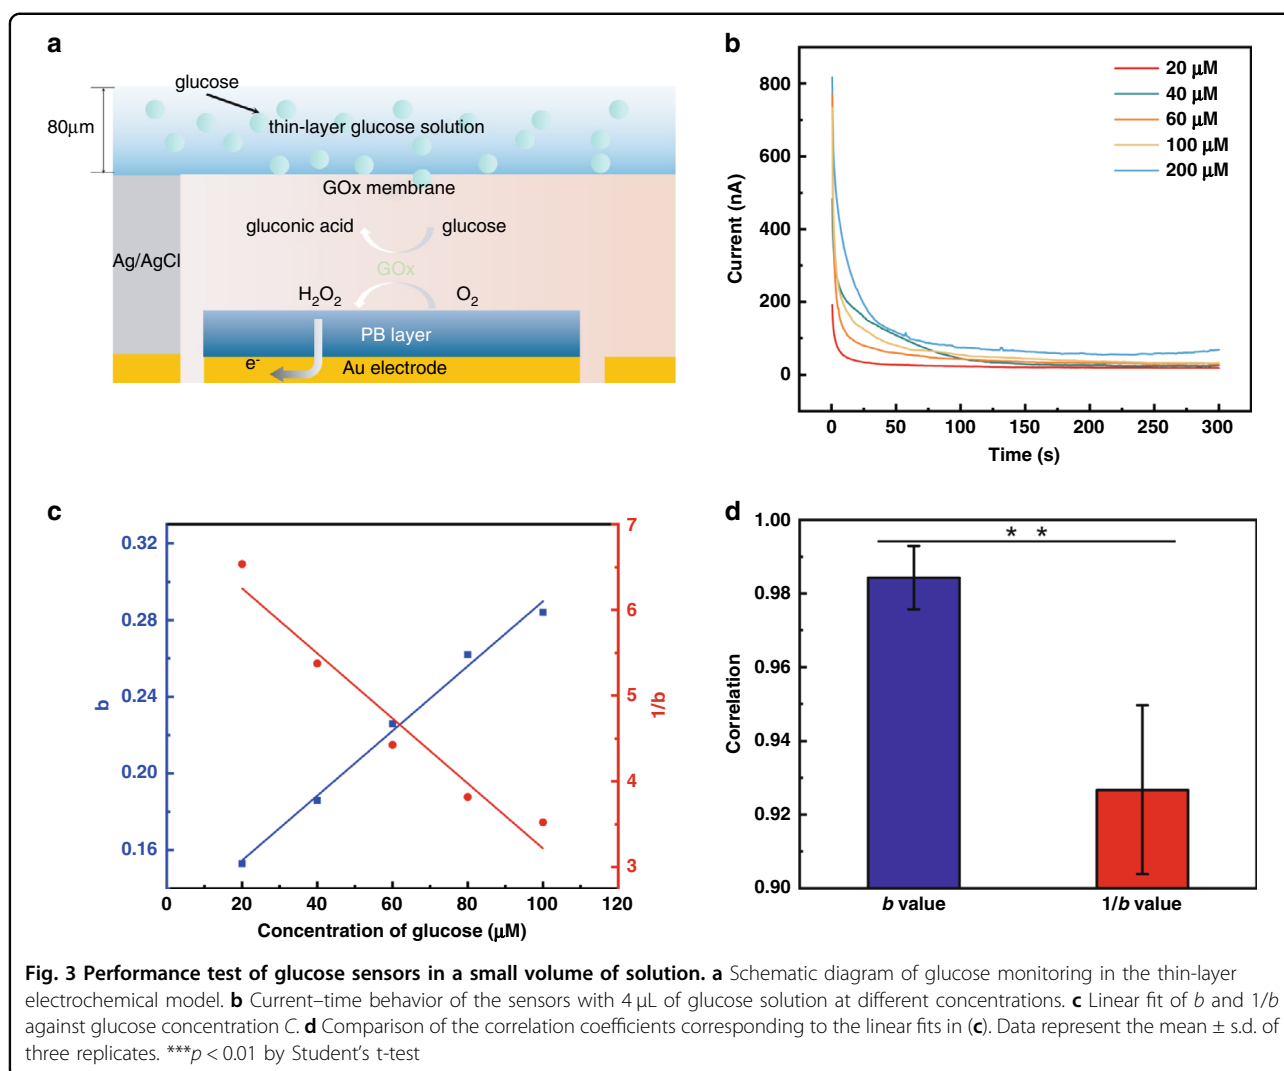 a
glucose
80μm
thin-layer glucose solution
GOx membrane
gluconic acid
glucose
Ag/AgCl
GOx
H₂O₂
O₂
PB layer
e⁻
Au electrode
b
20 μM
40 μM
60 μM
100 μM
200 μM
Current (nA)
800
600
400
200
0
0 50 100 150 200 250 300
Time (s)
c
b
0.32
0.28
0.24
0.20
0.16
1/b
7
6
5
4
3
0 20 40 60 80 100 120
Concentration of glucose (μM)
d
Correlation
1.00
0.98
0.96
0.94
0.92
0.90
* *
b value
1/b value
Fig. 3 Performance test of glucose sensors in a small volume of solution. a Schematic diagram of glucose monitoring in the thin-layer
electrochemical model. b Current–time behavior of the sensors with 4 μL of glucose solution at different concentrations. c Linear fit of b and 1/b
against glucose concentration C. d Comparison of the correlation coefficients corresponding to the linear fits in (c). Data represent the mean ± s.d. of
three replicates. ***p < 0.01 by Student's t-test